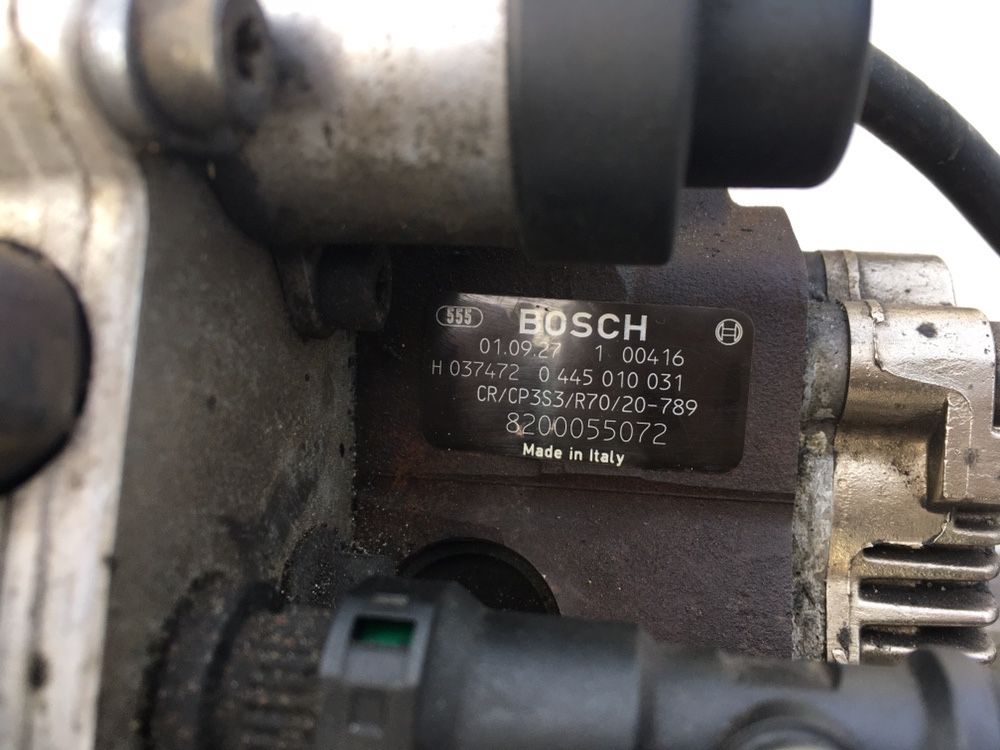 555 BOSCH
01.09.27 1 00416
H 037472 0 445 010 031
CR/CP3S3/R70/20-789
8200055072
Made in Italy